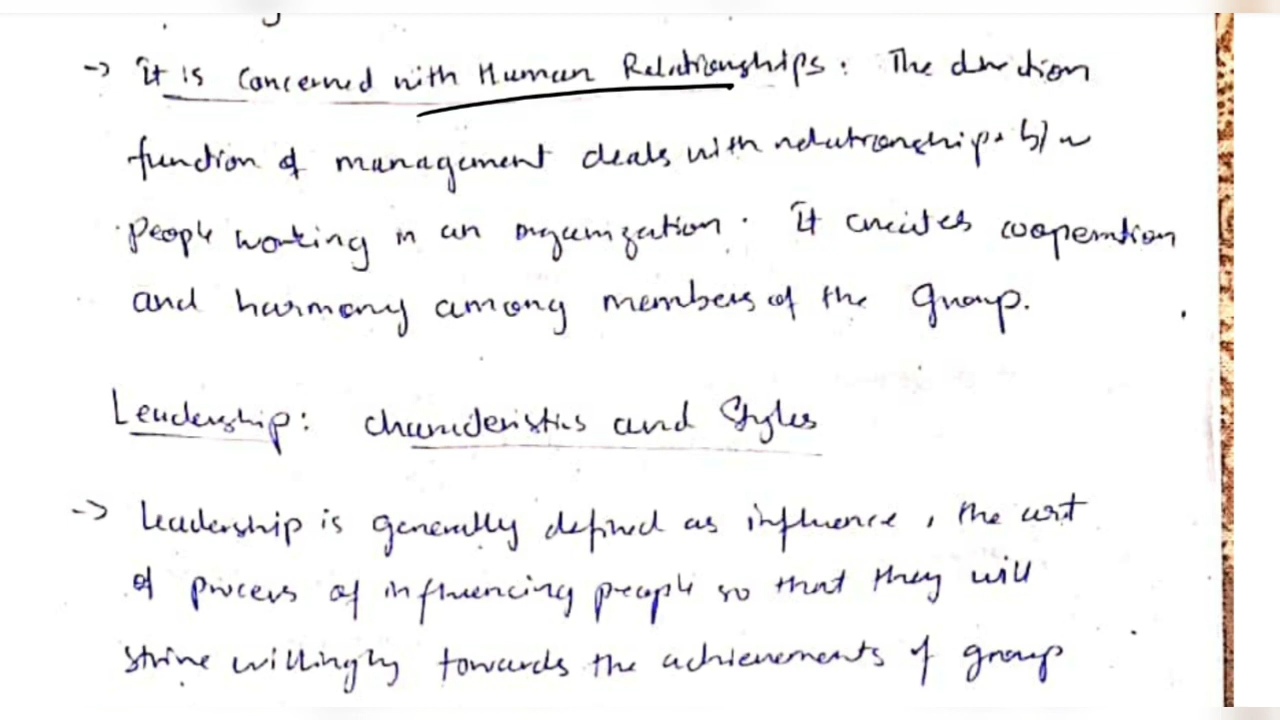 -> it is Concerned with Human Relationships: The direction
function of management deals with relationships b/w
people working in an organization. It creates cooperation
and harmony among members of the Group.
Leadership: characteristics and Styles
-> Leadership is generally defined as influence, the art
of process of influencing people so that they will
strive willingly towards the achievements of group